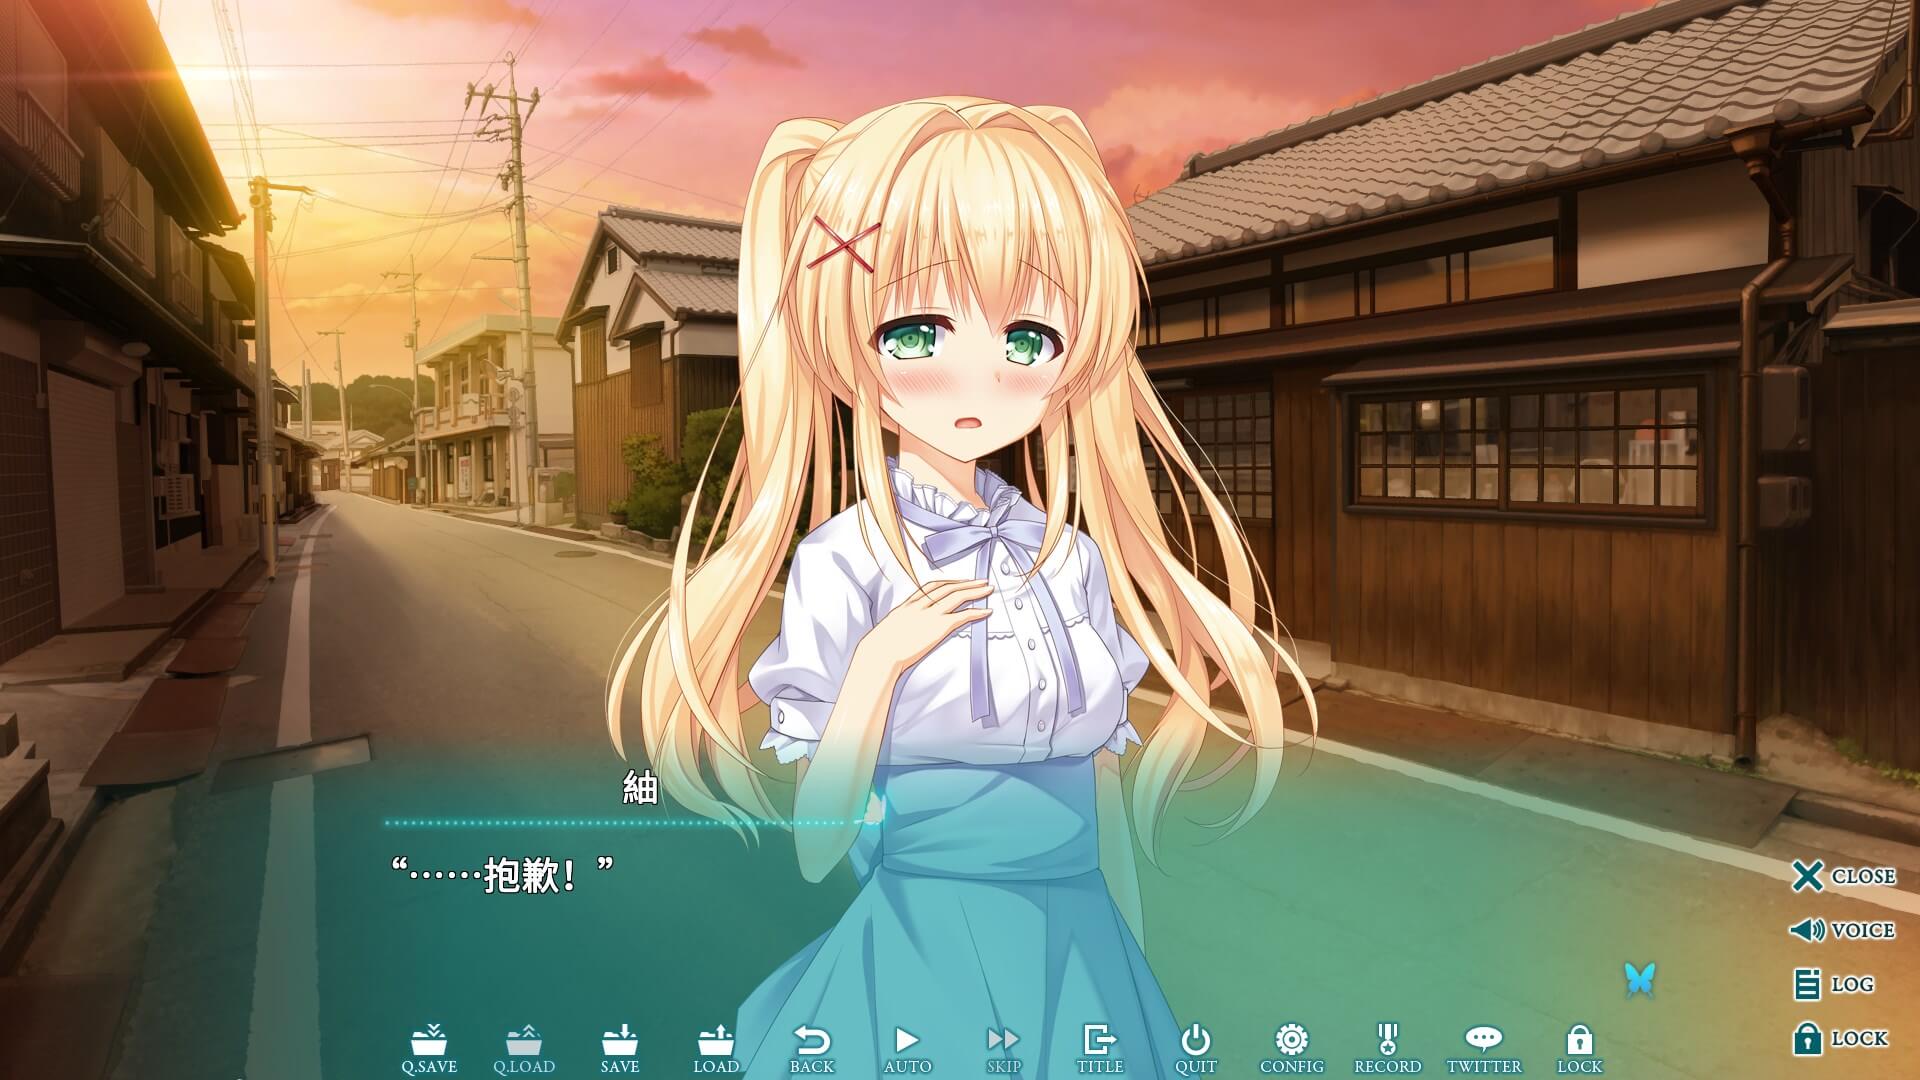 紬
“……抱歉！”
CLOSE
VOICE
LOG
LOCK
Q.SAVE
Q.LOAD
SAVE
LOAD
BACK
AUTO
SKIP
TITLE
QUIT
CONFIG
RECORD
TWITTER
LOCK